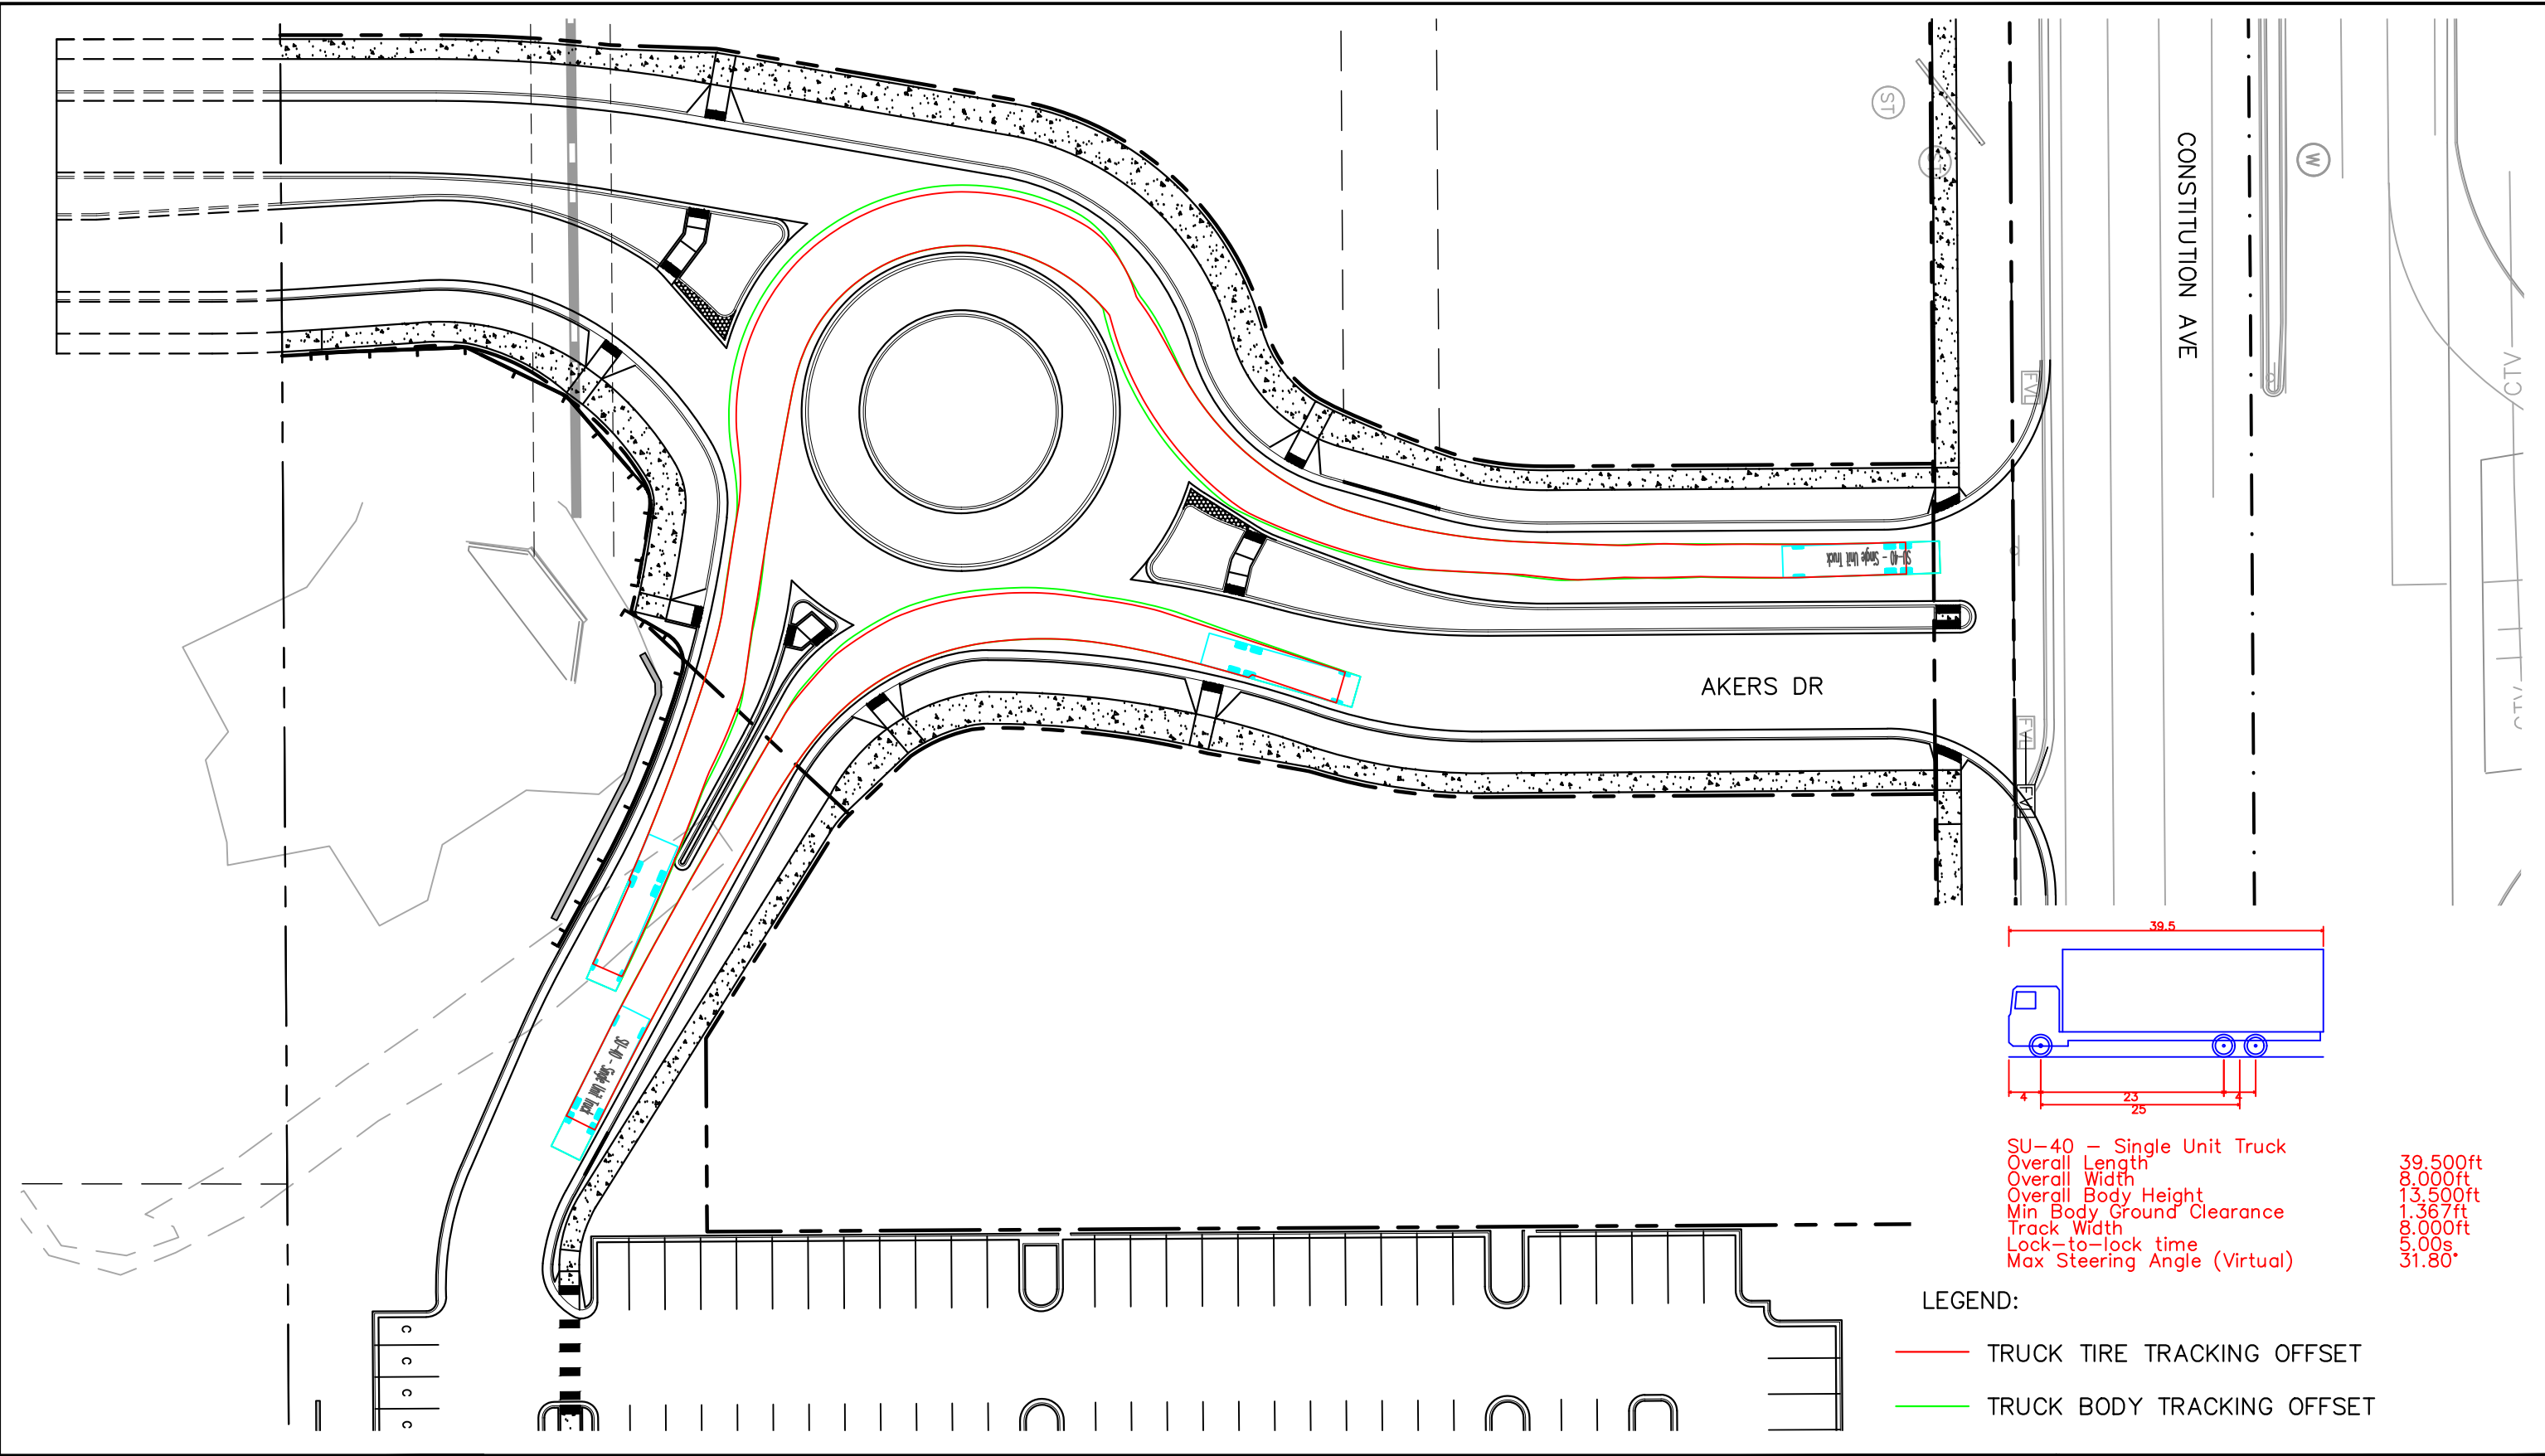 ST
ST
W
CONSTITUTION AVE
CTV
FVL
SU-40 - Single Unit Truck
AKERS DR
CTV
FVL
FVL
39.5
4
23
4
25
SU-40 - Single Unit Truck
SU-40 - Single Unit Truck
Overall Length 39.500ft
Overall Width 8.000ft
Overall Body Height 13.500ft
Min Body Ground Clearance 1.367ft
Track Width 8.000ft
Lock-to-lock time 5.00s
Max Steering Angle (Virtual) 31.80°
LEGEND:
TRUCK TIRE TRACKING OFFSET
TRUCK BODY TRACKING OFFSET
C
C
C
C